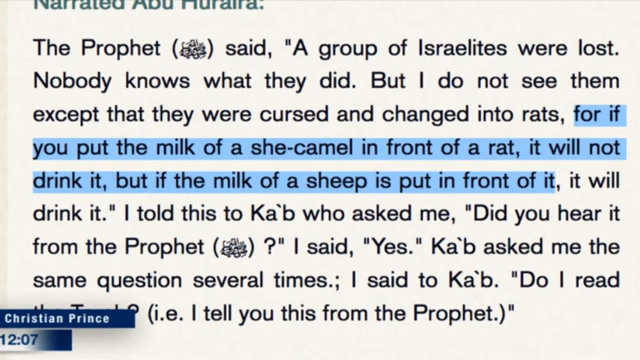 Narrated Abu Huraira:
The Prophet (ﷺ) said, "A group of Israelites were lost.
Nobody knows what they did. But I do not see them
except that they were cursed and changed into rats, for if
you put the milk of a she-camel in front of a rat, it will not
drink it, but if the milk of a sheep is put in front of it, it will
drink it." I told this to Ka`b who asked me, "Did you hear it
from the Prophet (ﷺ) ?" I said, "Yes." Ka`b asked me the
same question several times.; I said to Ka`b. "Do I read
? (i.e. I tell you this from the Prophet.)"
Christian Prince
12:07